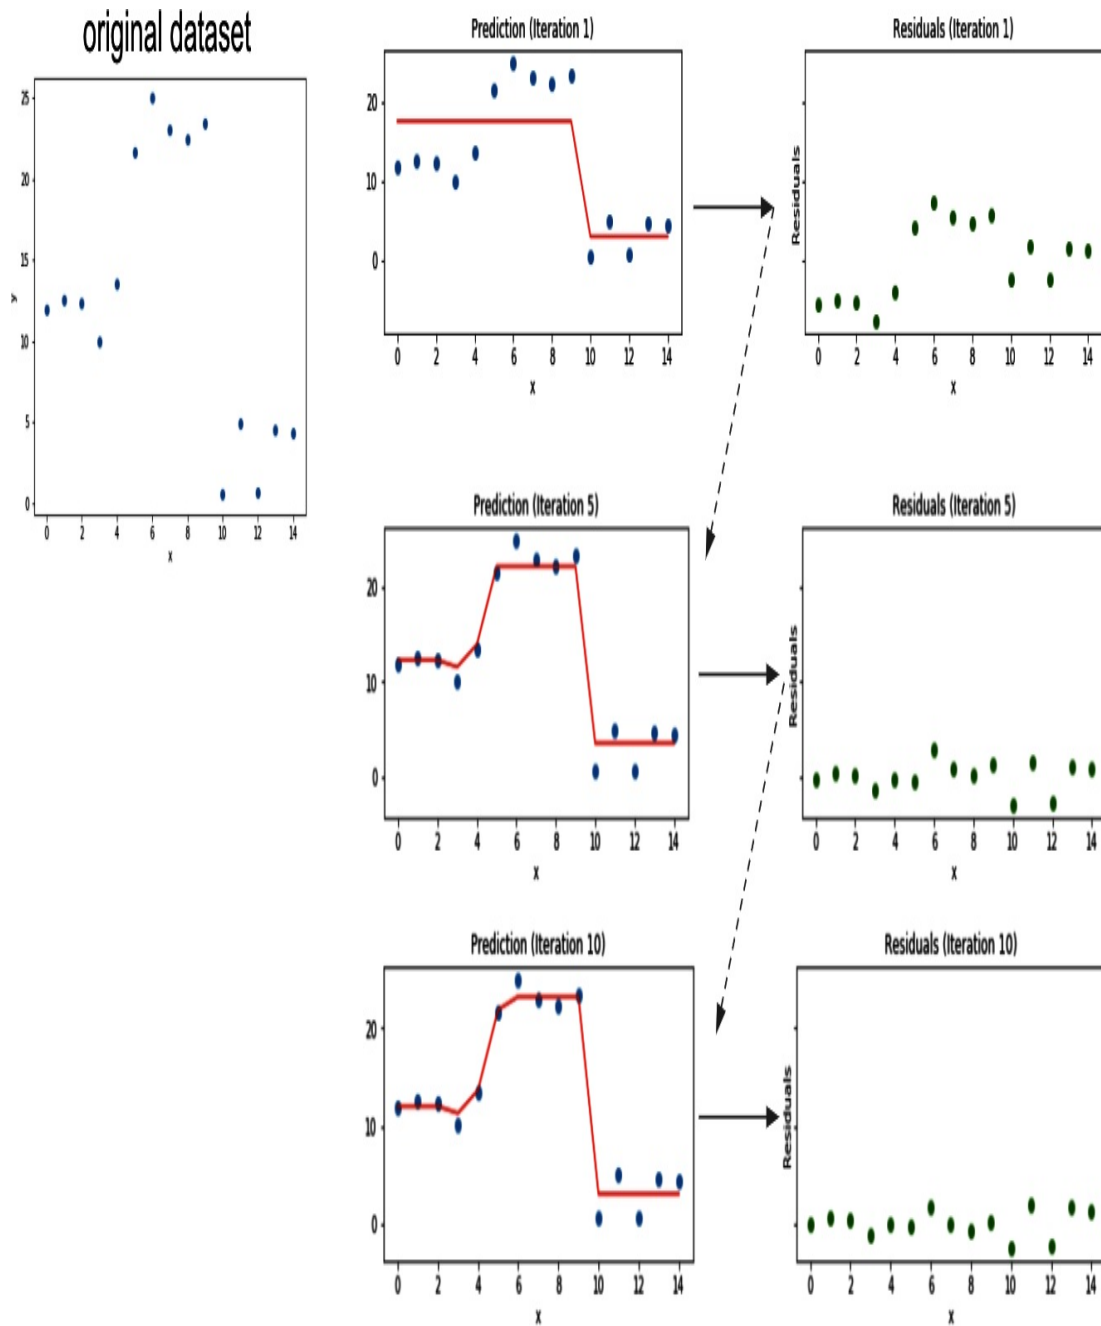 original dataset
25
20
15
10
5
0
y
0 2 4 6 8 10 12 14
x
Prediction (Iteration 1)
20
10
0
0 2 4 6 8 10 12 14
x
Residuals (Iteration 1)
Residuals
0 2 4 6 8 10 12 14
x
Prediction (Iteration 5)
20
10
0
0 2 4 6 8 10 12 14
x
Residuals (Iteration 5)
Residuals
0 2 4 6 8 10 12 14
x
Prediction (Iteration 10)
20
10
0
0 2 4 6 8 10 12 14
x
Residuals (Iteration 10)
Residuals
0 2 4 6 8 10 12 14
x